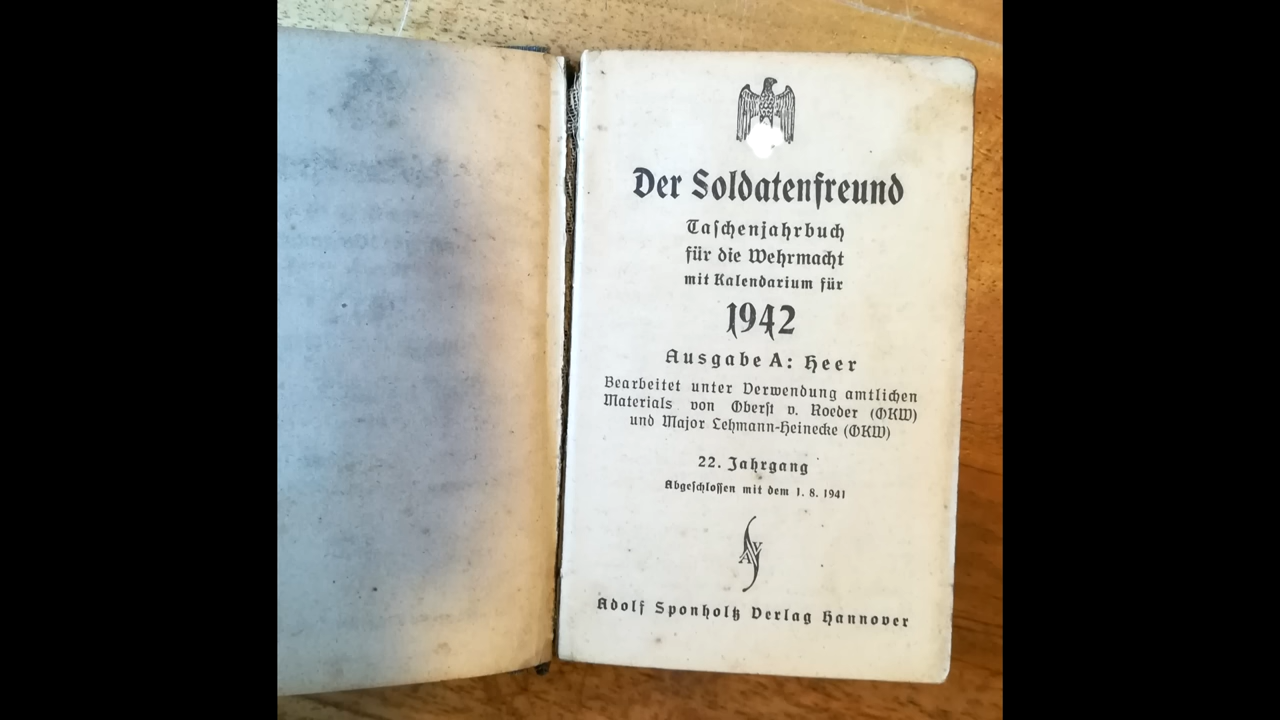 Der Soldatenfreund
Taschenjahrbuch
für die Wehrmacht
mit Kalendarium für
1942
Ausgabe A: Heer
Bearbeitet unter Verwendung amtlichen
Materials von Oberst v. Roeder (OKW)
und Major Lehmann-Heinecke (OKW)
22. Jahrgang
Abgeschlossen mit dem 1. 8. 1941
ASV
Adolf Sponholtz Verlag Hannover